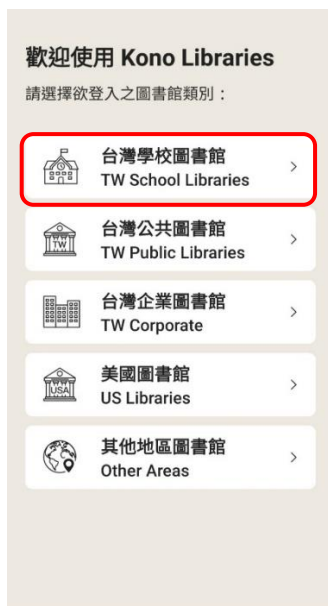 歡迎使用 Kono Libraries
請選擇欲登入之圖書館類別：
台灣學校圖書館
TW School Libraries
TW
台灣公共圖書館
TW Public Libraries
台灣企業圖書館
TW Corporate
USA
美國圖書館
US Libraries
其他地區圖書館
Other Areas